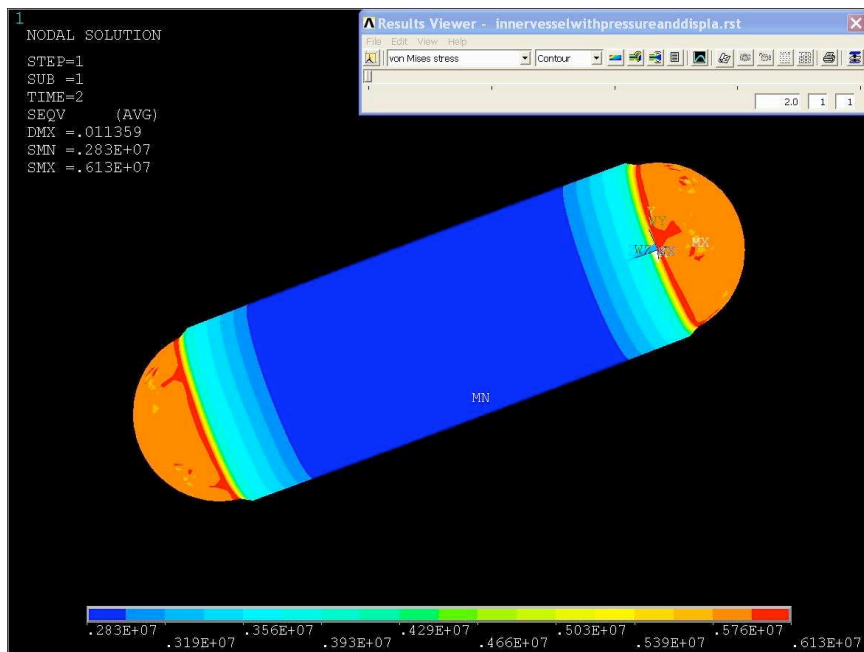 1
NODAL SOLUTION
STEP=1
SUB =1
TIME=2
SEQV (AVG)
DMX =.011359
SMN =.283E+07
SMX =.613E+07
Results Viewer - innervesselwithpressureanddispla.rst
File Edit View Help
von Mises stress Contour
2.0 1 1
MX
MN
.283E+07 .356E+07 .429E+07 .503E+07 .576E+07
.319E+07 .393E+07 .466E+07 .539E+07 .613E+07